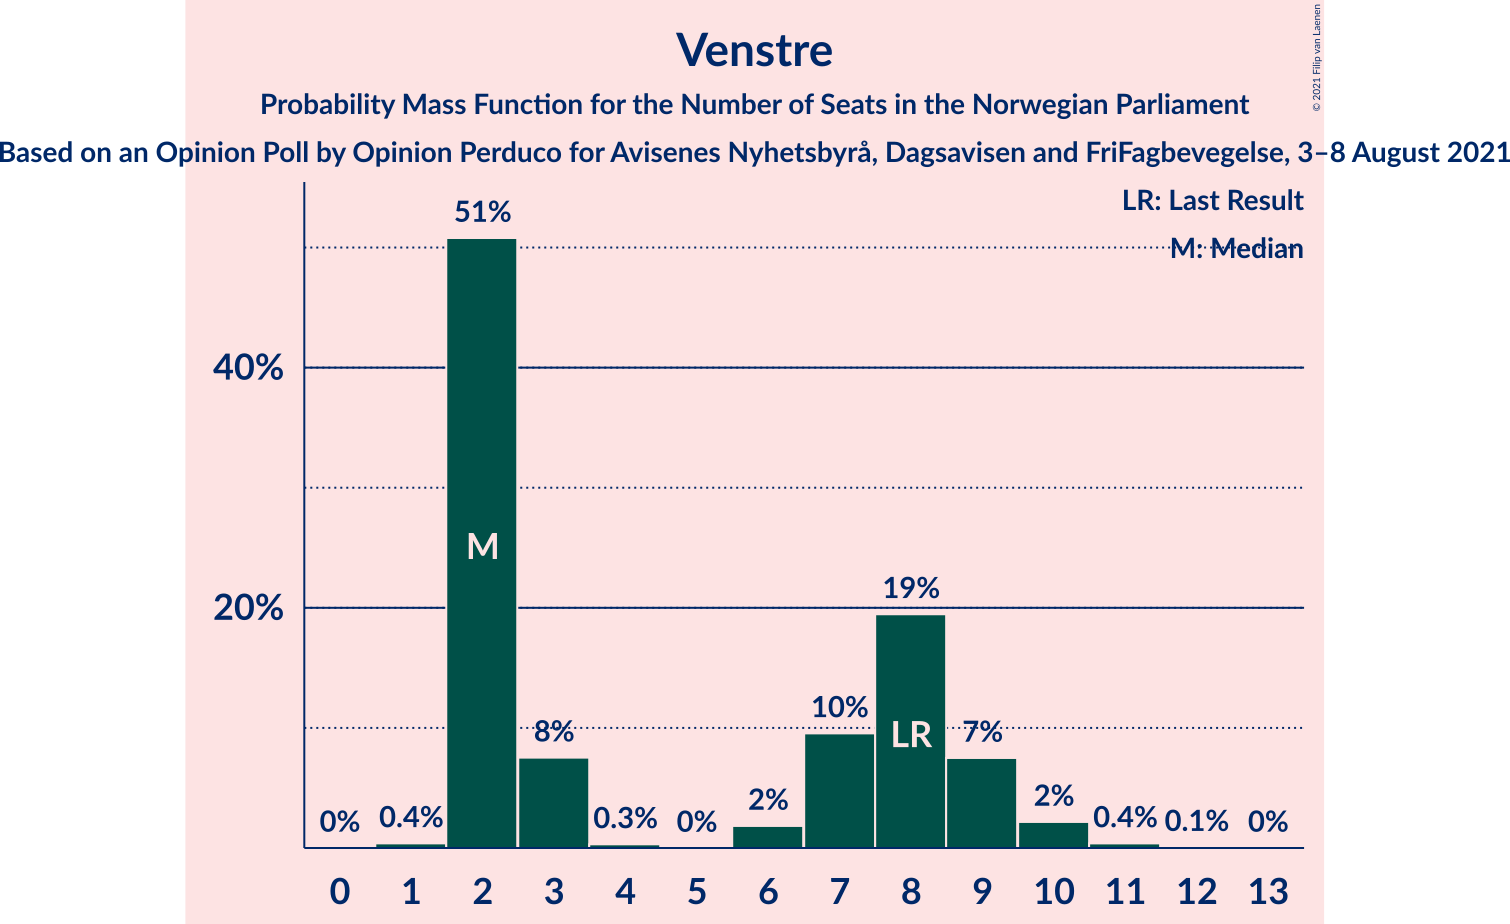 Venstre
Probability Mass Function for the Number of Seats in the Norwegian Parliament
Based on an Opinion Poll by Opinion Perduco for Avisenes Nyhetsbyrå, Dagsavisen and FriFagbevegelse, 3–8 August 2021
© 2021 Filip van Laenen
LR: Last Result
M: Median
51%
40%
M
20%
19%
10%
8%
LR
7%
0%
0.4%
0.3%
0%
2%
2%
0.4%
0.1%
0%
0 1 2 3 4 5 6 7 8 9 10 11 12 13